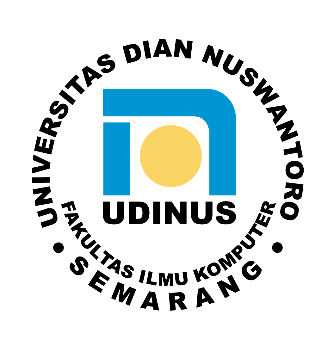 UNIVERSITAS DIAN NUSWANTORO
UDINUS
FAKULTAS ILMU KOMPUTER
• SEMARANG •